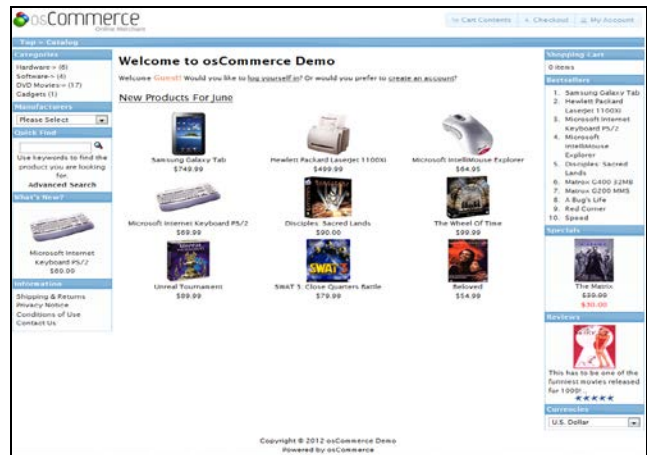 osCommerce
Online Merchant
Cart Contents
Checkout
My Account
Top » Catalog
Categories
Hardware-> (6)
Software-> (4)
DVD Movies-> (17)
Gadgets (1)
Manufacturers
Please Select
Quick Find
Use keywords to find the
product you are looking
for.
Advanced Search
What's New?
Microsoft Internet
Keyboard PS/2
$69.99
Information
Shipping & Returns
Privacy Notice
Conditions of Use
Contact Us
Welcome to osCommerce Demo
Welcome Guest! Would you like to log yourself in? Or would you prefer to create an account?
New Products For June
Samsung Galaxy Tab
$749.99
Hewlett Packard LaserJet 1100Xi
$499.99
Microsoft IntelliMouse Explorer
$64.95
Microsoft Internet Keyboard PS/2
$69.99
Disciples: Sacred Lands
$90.00
The Wheel Of Time
$99.99
Unreal Tournament
$89.99
SWAT 3: Close Quarters Battle
$79.99
Beloved
$54.99
Shopping Cart
0 items
Bestsellers
1. Samsung Galaxy Tab
2. Hewlett Packard
LaserJet 1100Xi
3. Microsoft Internet
Keyboard PS/2
4. Microsoft
IntelliMouse
Explorer
5. Disciples: Sacred
Lands
6. Matrox G400 32MB
7. Matrox G200 MMS
8. A Bug's Life
9. Red Corner
10. Speed
Specials
The Matrix
$39.99
$30.00
Reviews
This has to be one of the
funniest movies released
for 1999!..
Currencies
U.S. Dollar
Copyright © 2012 osCommerce Demo
Powered by osCommerce